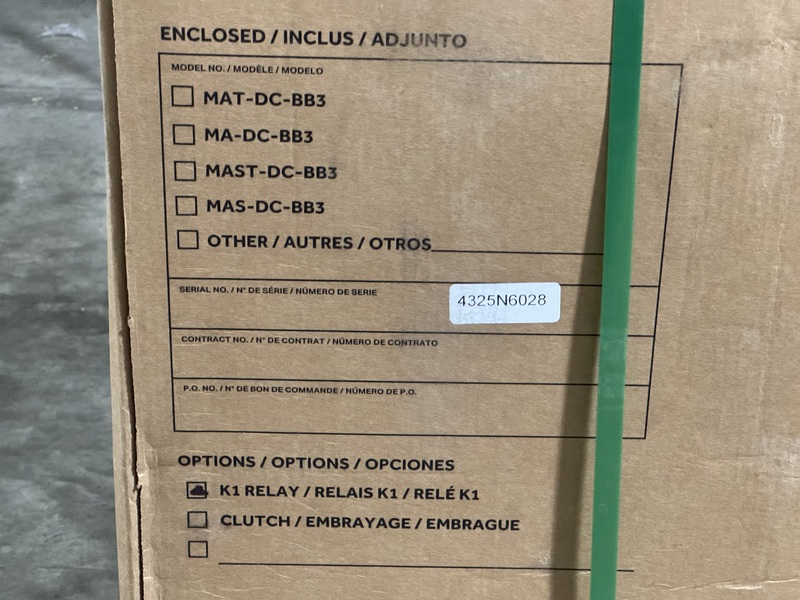 ENCLOSED / INCLUS / ADJUNTO
MODEL NO. / MODÈLE / MODELO
MAT-DC-BB3
MA-DC-BB3
MAST-DC-BB3
MAS-DC-BB3
OTHER / AUTRES / OTROS
SERIAL NO. / N° DE SÉRIE / NÚMERO DE SERIE
4325N6028
CONTRACT NO. / N° DE CONTRAT / NÚMERO DE CONTRATO
P.O. NO. / N° DE BON DE COMMANDE / NÚMERO DE P.O.
OPTIONS / OPTIONS / OPCIONES
K1 RELAY / RELAIS K1 / RELÉ K1
CLUTCH / EMBRAYAGE / EMBRAGUE